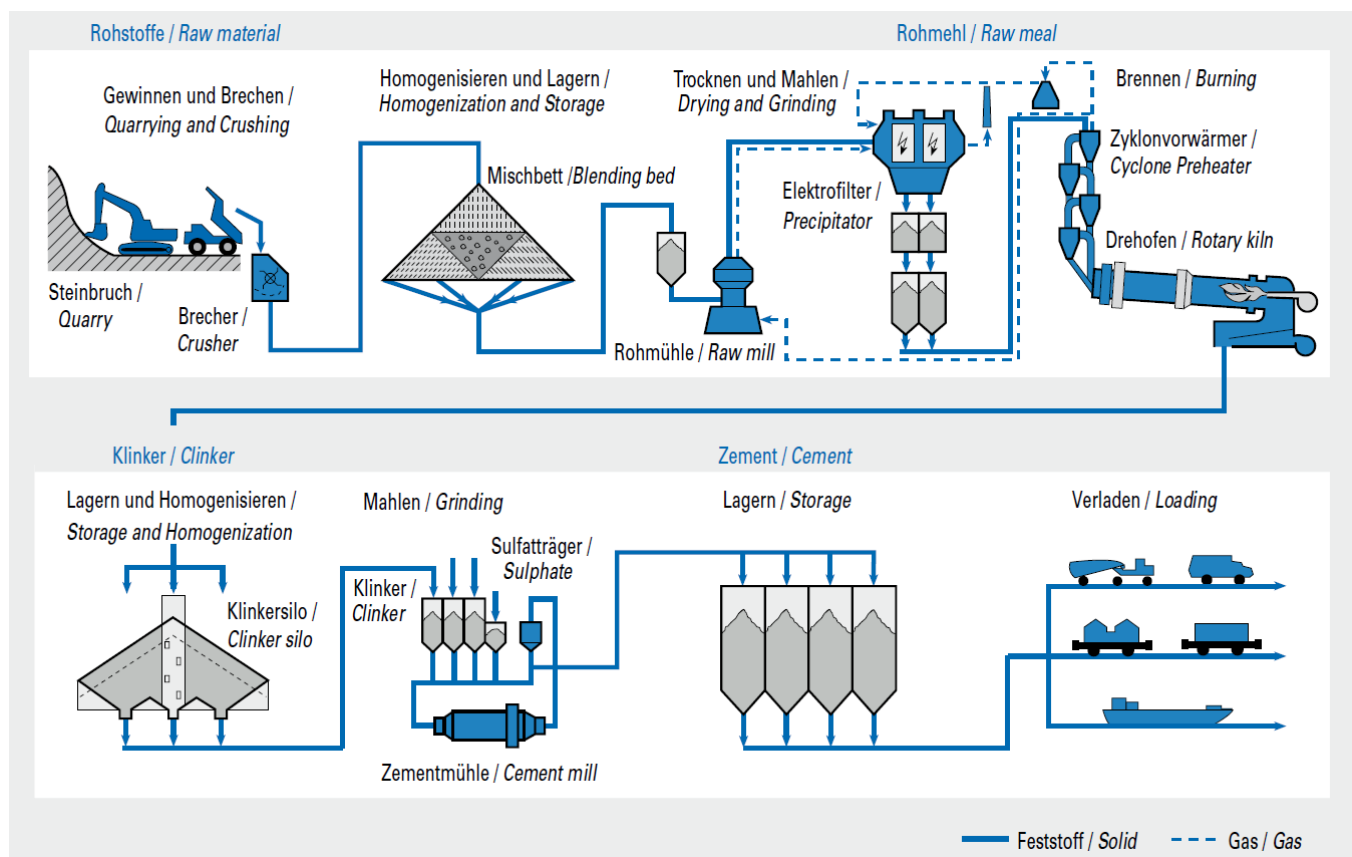 Rohstoffe / Raw material
Rohmehl / Raw meal
Gewinnen und Brechen /
Quarrying and Crushing
Homogenisieren und Lagern /
Homogenization and Storage
Trocknen und Mahlen /
Drying and Grinding
Brennen / Burning
Zyklonvorwärmer /
Cyclone Preheater
Mischbett /Blending bed
Elektrofilter /
Precipitator
Drehofen / Rotary kiln
Steinbruch /
Quarry
Brecher /
Crusher
Rohmühle / Raw mill
Klinker / Clinker
Zement / Cement
Lagern und Homogenisieren /
Storage and Homogenization
Mahlen / Grinding
Lagern / Storage
Verladen / Loading
Sulfatträger /
Sulphate
Klinker /
Clinker
Klinkersilo /
Clinker silo
Zementmühle / Cement mill
Feststoff / Solid
Gas / Gas